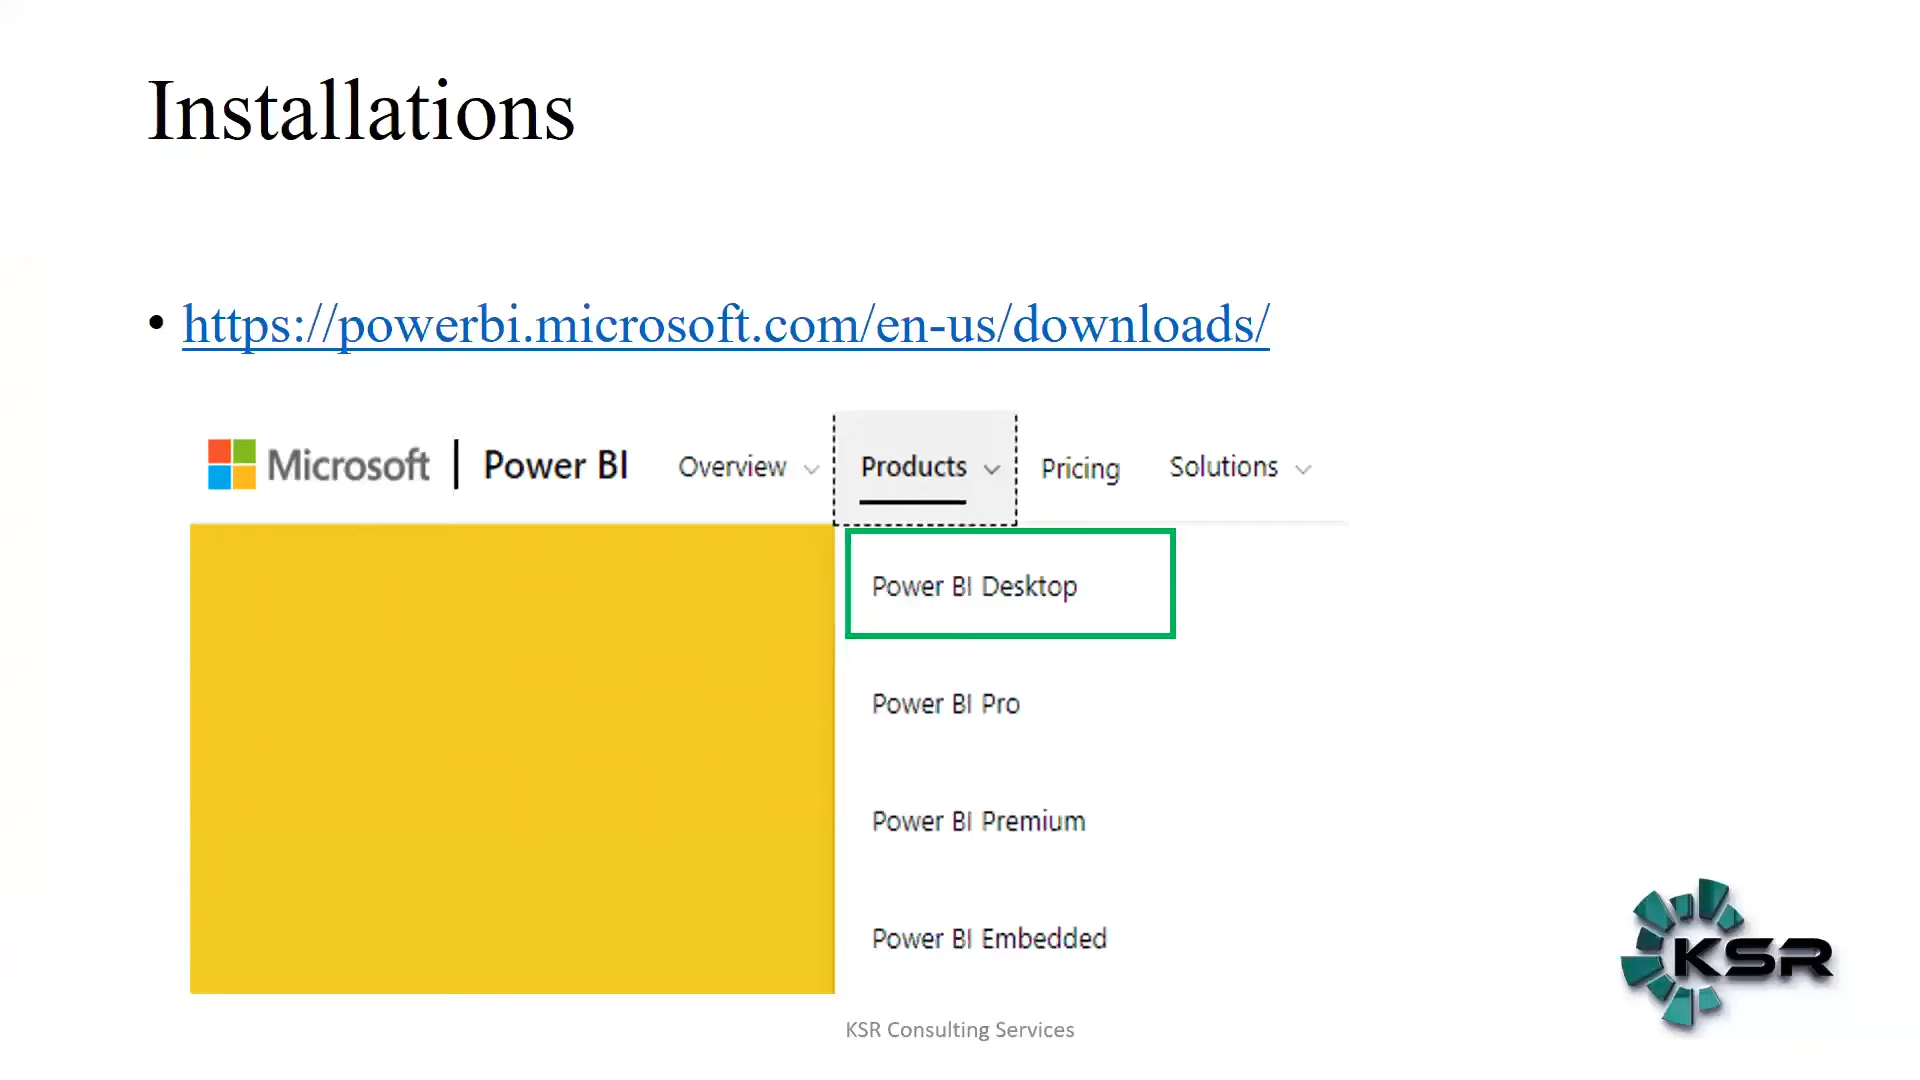 Installations
• https://powerbi.microsoft.com/en-us/downloads/
Microsoft | Power BI Overview Products Pricing Solutions
Power BI Desktop
Power BI Pro
Power BI Premium
Power BI Embedded
KSR
KSR Consulting Services